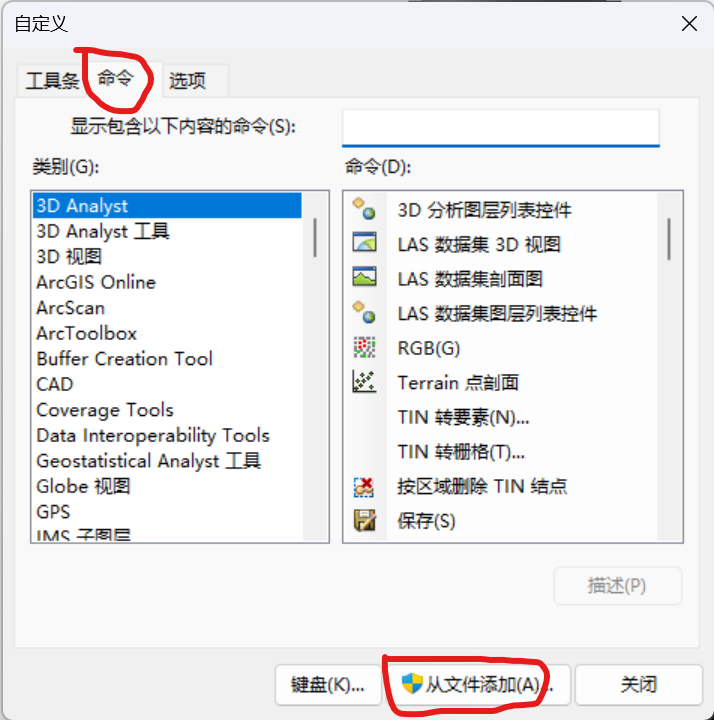 自定义
工具条 命令 选项
显示包含以下内容的命令(S):
类别(G):
命令(D):
3D Analyst
3D Analyst 工具
3D 视图
ArcGIS Online
ArcScan
ArcToolbox
Buffer Creation Tool
CAD
Coverage Tools
Data Interoperability Tools
Geostatistical Analyst 工具
Globe 视图
GPS
IMS 子图层
3D 分析图层列表控件
LAS 数据集 3D 视图
LAS 数据集剖面图
LAS 数据集图层列表控件
RGB(G)
Terrain 点剖面
TIN 转要素(N)...
TIN 转栅格(T)...
按区域删除 TIN 结点
保存(S)
描述(P)
键盘(K)... 从文件添加(A)... 关闭